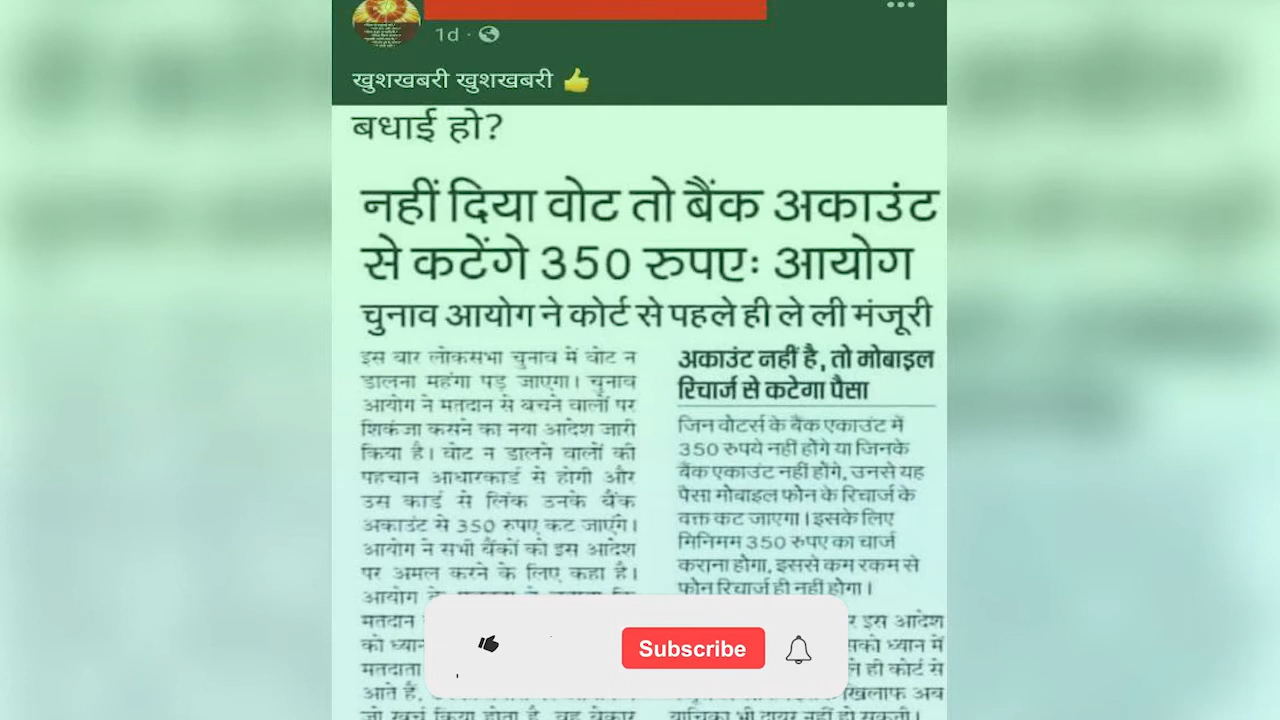 1d
खुशखबरी खुशखबरी
बधाई हो?
नहीं दिया वोट तो बैंक अकाउंट
से कटेंगे 350 रुपएः आयोग
चुनाव आयोग ने कोर्ट से पहले ही ले ली मंजूरी
इस बार लोकसभा चुनाव में वोट न
डालना महंगा पड़ जाएगा। चुनाव
आयोग ने मतदान से बचने वालों पर
शिकंजा कसने का नया आदेश जारी
किया है। वोट न डालने वालों की
पहचान आधारकार्ड से होगी और
उस कार्ड से लिंक उनके बैंक
अकाउंट से 350 रुपए कट जाएंगे।
आयोग ने सभी बैंकों को इस आदेश
पर अमल करने के लिए कहा है।
आयोग के
मतदान
को ध्यान
मतदाता
आते हैं,
जो खर्च किया होता है, वह बेकार
अकाउंट नहीं है, तो मोबाइल
रिचार्ज से कटेगा पैसा
जिन वोटर्स के बैंक एकाउंट में
350 रुपये नहीं होंगे या जिनके
बैंक एकाउंट नहीं होंगे, उनसे यह
पैसा मोबाइल फोन के रिचार्ज के
वक्त कट जाएगा। इसके लिए
मिनिमम 350 रुपए का चार्ज
कराना होगा, इससे कम रकम से
फोन रिचार्ज ही नहीं होगा।
इस आदेश
ध्यान में
ही कोर्ट से
खिलाफ अब
याचिका भी दायर नहीं हो सकती।
Subscribe